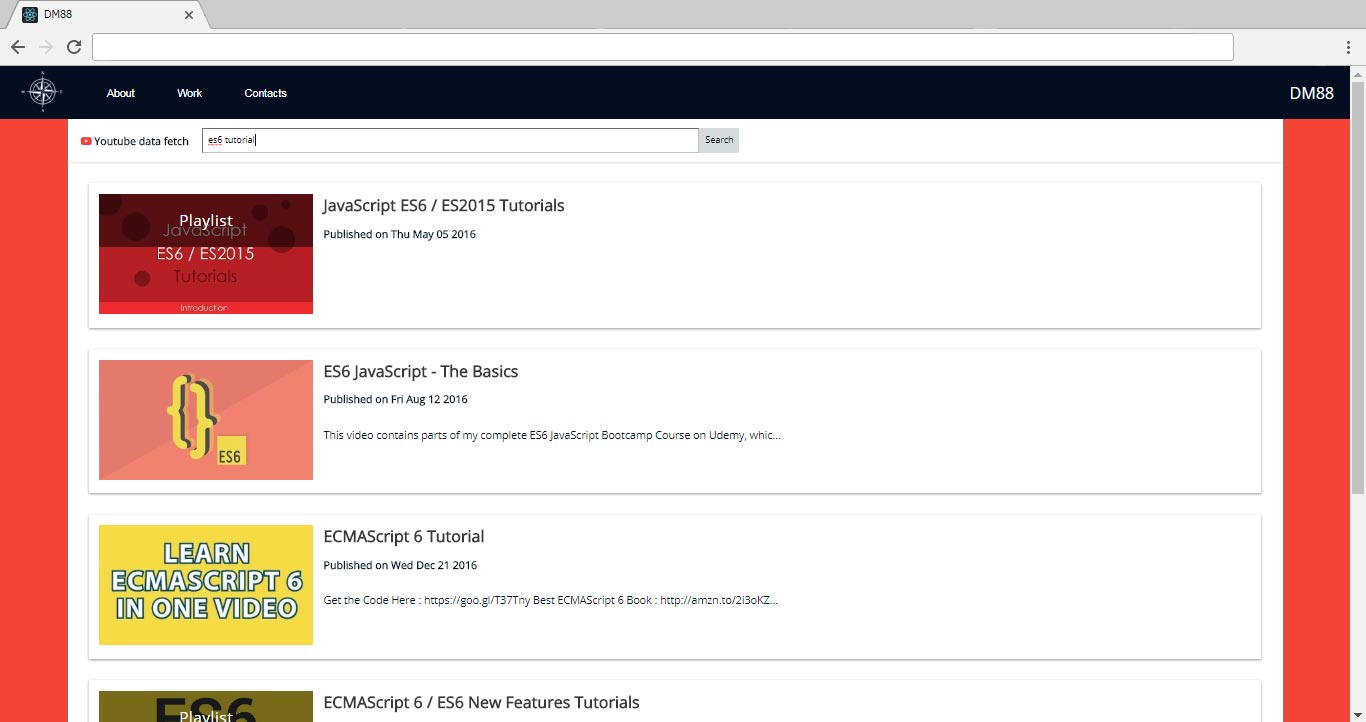 DM88
About Work Contacts DM88
Youtube data fetch es6 tutorial Search
Playlist
JavaScript
ES6 / ES2015
Tutorials
Introduction
JavaScript ES6 / ES2015 Tutorials
Published on Thu May 05 2016
{}
ES6
ES6 JavaScript - The Basics
Published on Fri Aug 12 2016
This video contains parts of my complete ES6 JavaScript Bootcamp Course on Udemy, whic...
LEARN
ECMASCRIPT 6
IN ONE VIDEO
ECMAScript 6 Tutorial
Published on Wed Dec 21 2016
Get the Code Here : https://goo.gl/T37Tny Best ECMAScript 6 Book : http://amzn.to/2i3oKZ...
ES6
Playlist
ECMAScript 6 / ES6 New Features Tutorials